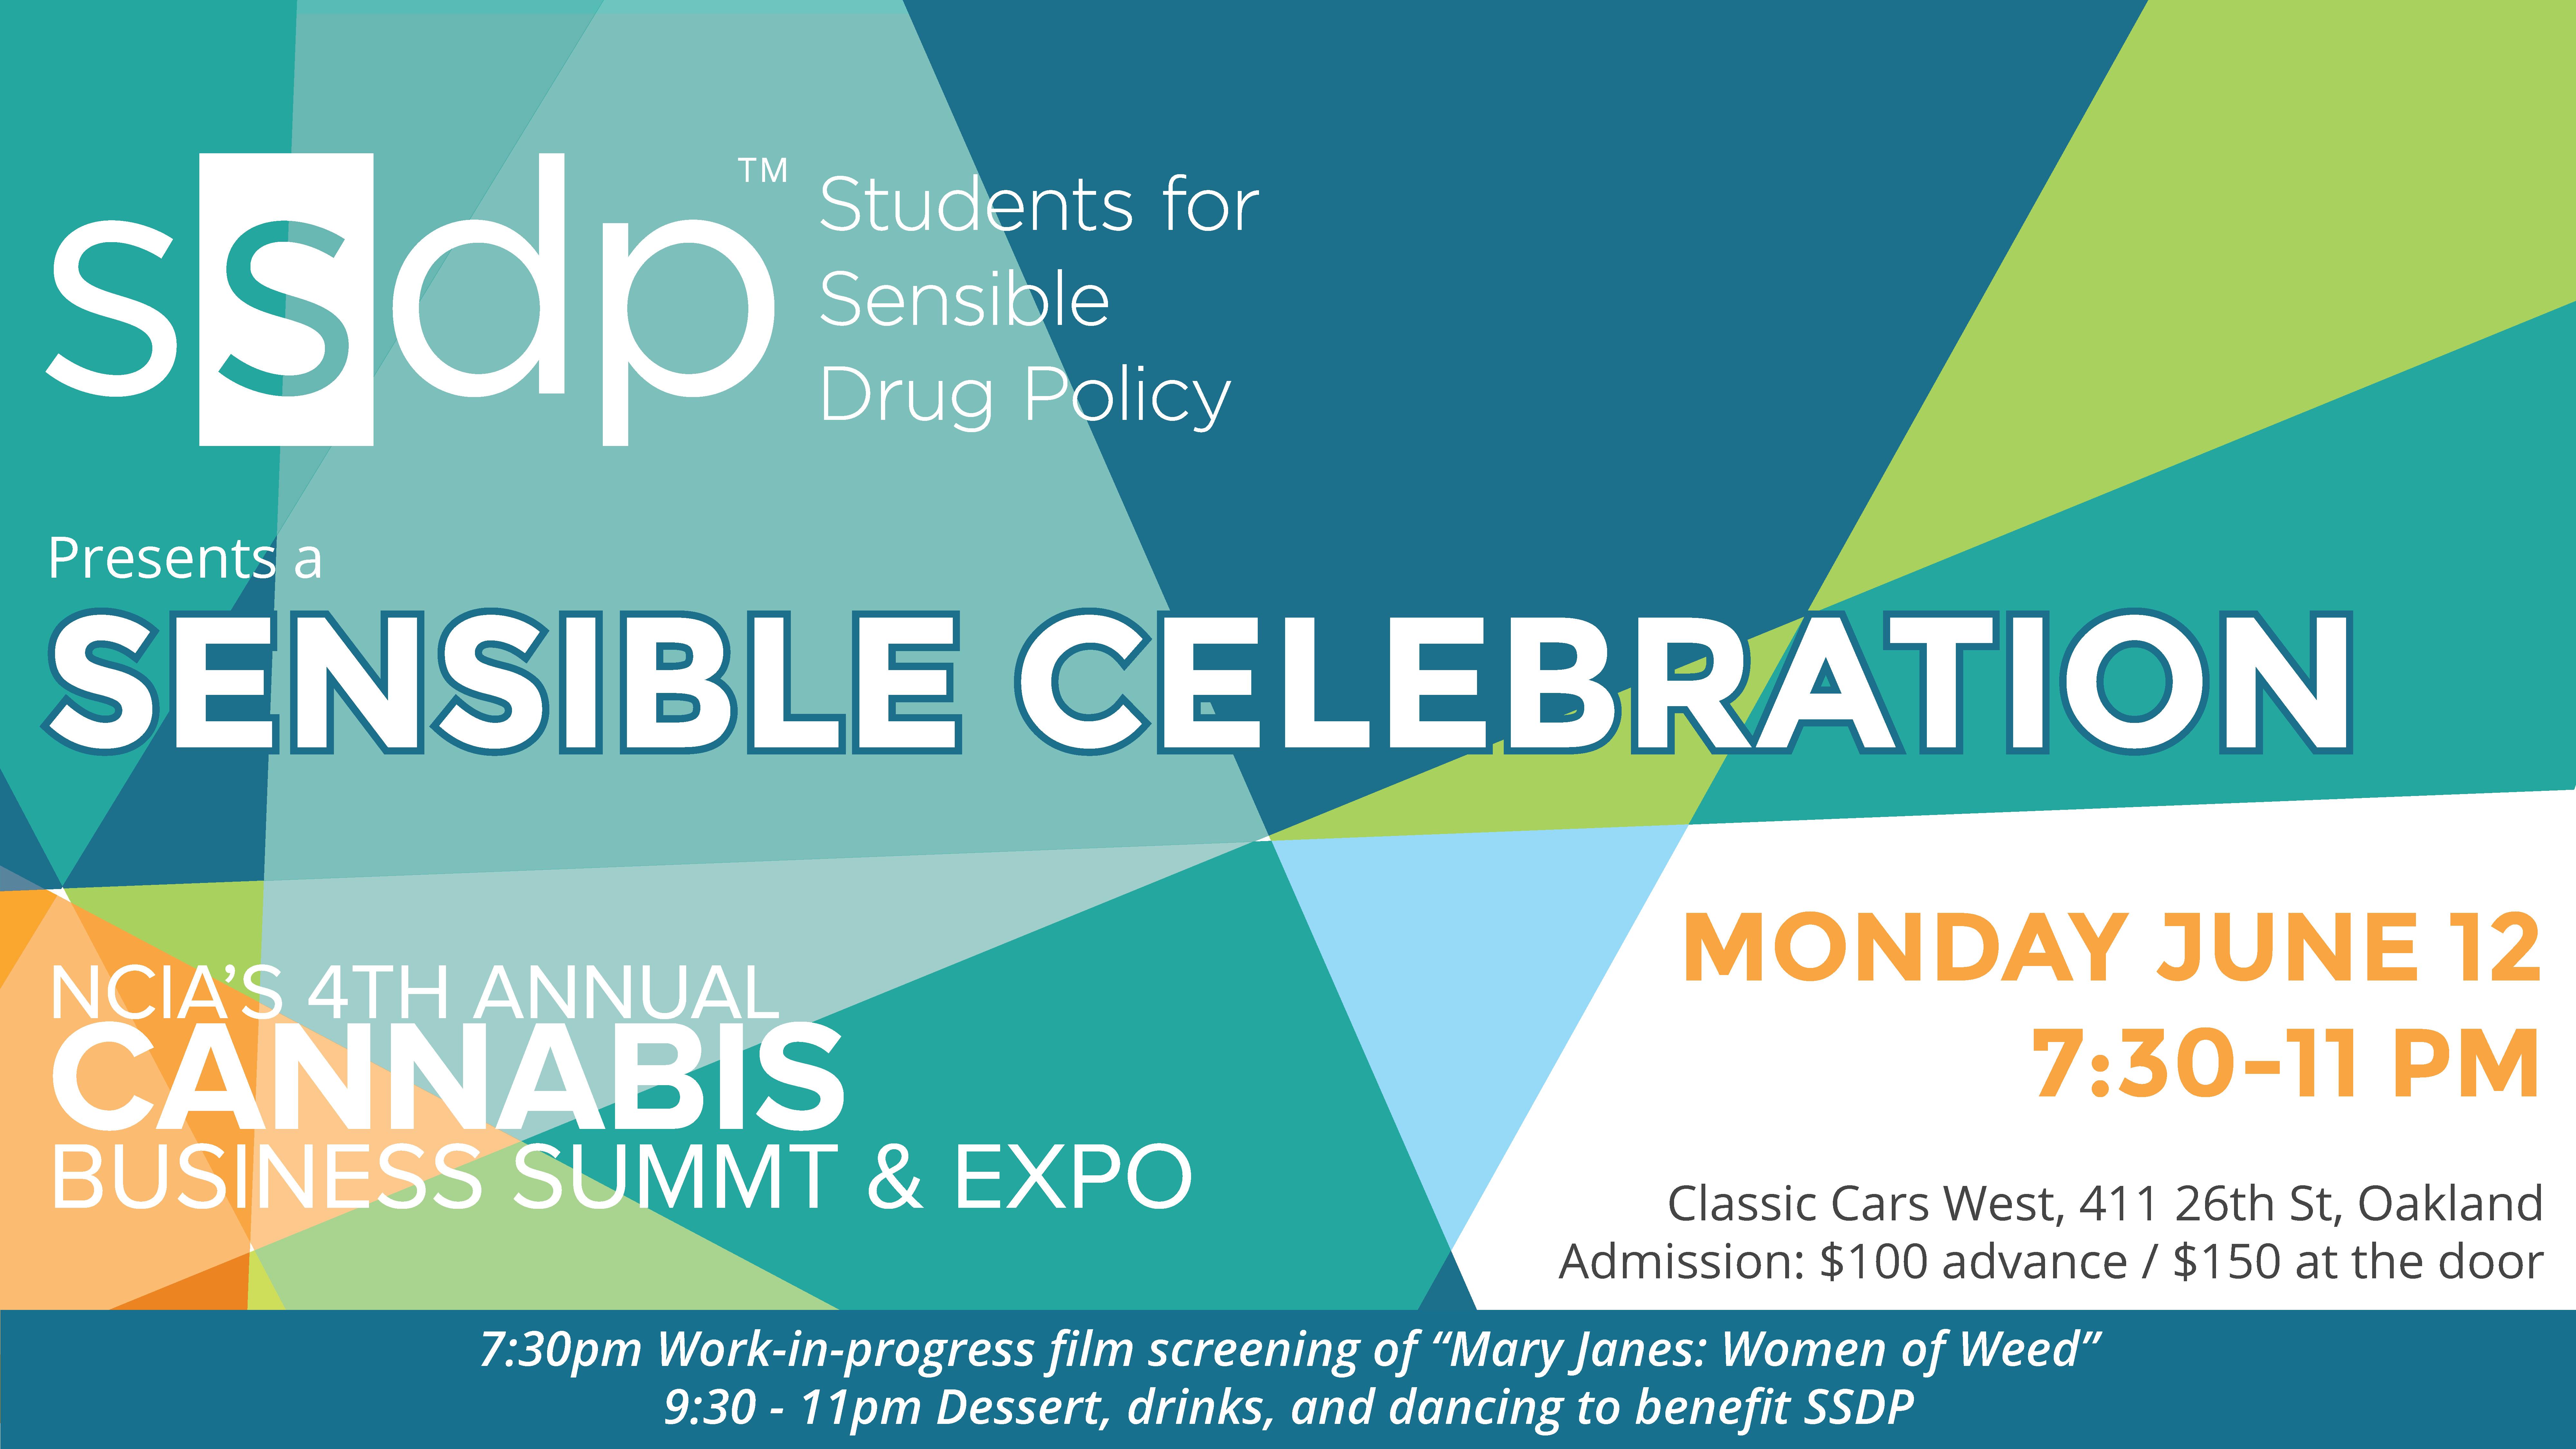 ssdp™
Students for
Sensible
Drug Policy
Presents a
SENSIBLE CELEBRATION
NCIA'S 4TH ANNUAL
CANNABIS
BUSINESS SUMMT & EXPO
MONDAY JUNE 12
7:30-11 PM
Classic Cars West, 411 26th St, Oakland
Admission: $100 advance / $150 at the door
7:30pm Work-in-progress film screening of “Mary Janes: Women of Weed”
9:30 - 11pm Dessert, drinks, and dancing to benefit SSDP